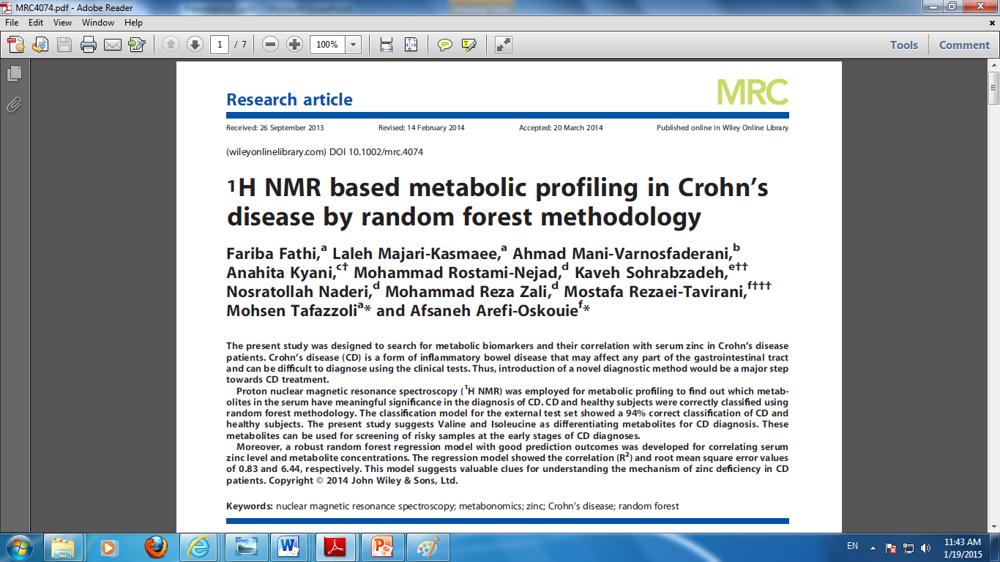 MRC4074.pdf - Adobe Reader
File Edit View Window Help
1 / 7 100% Tools Comment
Research article MRC
Received: 26 September 2013 Revised: 14 February 2014 Accepted: 20 March 2014 Published online in Wiley Online Library
(wileyonlinelibrary.com) DOI 10.1002/mrc.4074
¹H NMR based metabolic profiling in Crohn’s
disease by random forest methodology
Fariba Fathi,ᵃ Laleh Majari-Kasmaee,ᵃ Ahmad Mani-Varnosfaderani,ᵇ
Anahita Kyani,ᶜ† Mohammad Rostami-Nejad,ᵈ Kaveh Sohrabzadeh,ᵉ††
Nosratollah Naderi,ᵈ Mohammad Reza Zali,ᵈ Mostafa Rezaei-Tavirani,ᶠ††††
Mohsen Tafazzoliᵃ* and Afsaneh Arefi-Oskouieᶠ*
The present study was designed to search for metabolic biomarkers and their correlation with serum zinc in Crohn’s disease
patients. Crohn’s disease (CD) is a form of inflammatory bowel disease that may affect any part of the gastrointestinal tract
and can be difficult to diagnose using the clinical tests. Thus, introduction of a novel diagnostic method would be a major step
towards CD treatment.
Proton nuclear magnetic resonance spectroscopy (¹H NMR) was employed for metabolic profiling to find out which metab-
olites in the serum have meaningful significance in the diagnosis of CD. CD and healthy subjects were correctly classified using
random forest methodology. The classification model for the external test set showed a 94% correct classification of CD and
healthy subjects. The present study suggests Valine and Isoleucine as differentiating metabolites for CD diagnosis. These
metabolites can be used for screening of risky samples at the early stages of CD diagnoses.
Moreover, a robust random forest regression model with good prediction outcomes was developed for correlating serum
zinc level and metabolite concentrations. The regression model showed the correlation (R²) and root mean square error values
of 0.83 and 6.44, respectively. This model suggests valuable clues for understanding the mechanism of zinc deficiency in CD
patients. Copyright © 2014 John Wiley & Sons, Ltd.
Keywords: nuclear magnetic resonance spectroscopy; metabonomics; zinc; Crohn’s disease; random forest
EN 11:43 AM
1/19/2015